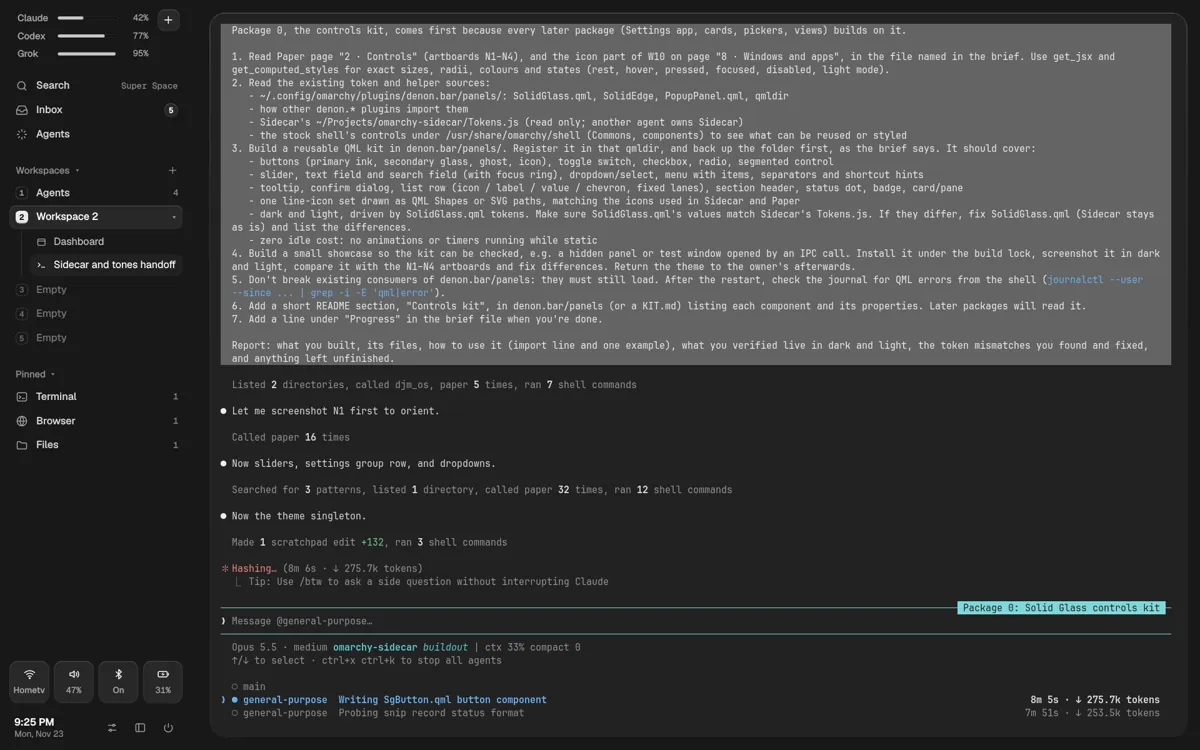 Claude 42%
Codex 77%
Grok 95%
+
Search Super Space
Inbox 5
Agents
Workspaces +
1 Agents 4
2 Workspace 2
Dashboard
Sidecar and tones handoff
3 Empty
4 Empty
5 Empty
Pinned
Terminal 1
Browser 1
Files 1
Hometv 47% On 31%
9:25 PM
Mon, Nov 23
Package 0, the controls kit, comes first because every later package (Settings app, cards, pickers, views) builds on it.
1. Read Paper page "2 · Controls" (artboards N1–N4), and the icon part of W10 on page "8 · Windows and apps", in the file named in the brief. Use get_jsx and
get_computed_styles for exact sizes, radii, colours and states (rest, hover, pressed, focused, disabled, light mode).
2. Read the existing token and helper sources:
- ~/.config/omarchy/plugins/denon.bar/panels/: SolidGlass.qml, SolidEdge, PopupPanel.qml, qmldir
- how other denon.* plugins import them
- Sidecar's ~/Projects/omarchy-sidecar/Tokens.js (read only; another agent owns Sidecar)
- the stock shell's controls under /usr/share/omarchy/shell (Commons, components) to see what can be reused or styled
3. Build a reusable QML kit in denon.bar/panels/. Register it in that qmldir, and back up the folder first, as the brief says. It should cover:
- buttons (primary ink, secondary glass, ghost, icon), toggle switch, checkbox, radio, segmented control
- slider, text field and search field (with focus ring), dropdown/select, menu with items, separators and shortcut hints
- tooltip, confirm dialog, list row (icon / label / value / chevron, fixed lanes), section header, status dot, badge, card/pane
- one line-icon set drawn as QML Shapes or SVG paths, matching the icons used in Sidecar and Paper
- dark and light, driven by SolidGlass.qml tokens. Make sure SolidGlass.qml's values match Sidecar's Tokens.js. If they differ, fix SolidGlass.qml (Sidecar stays
as is) and list the differences.
- zero idle cost: no animations or timers running while static
4. Build a small showcase so the kit can be checked, e.g. a hidden panel or test window opened by an IPC call. Install it under the build lock, screenshot it in dark
and light, compare it with the N1–N4 artboards and fix differences. Return the theme to the owner's afterwards.
5. Don't break existing consumers of denon.bar/panels: they must still load. After the restart, check the journal for QML errors from the shell (journalctl --user
--since ... | grep -i -E 'qml|error').
6. Add a short README section, "Controls kit", in denon.bar/panels (or a KIT.md) listing each component and its properties. Later packages will read it.
7. Add a line under "Progress" in the brief file when you're done.
Report: what you built, its files, how to use it (import line and one example), what you verified live in dark and light, the token mismatches you found and fixed,
and anything left unfinished.
Listed 2 directories, called djm_os, paper 5 times, ran 7 shell commands
● Let me screenshot N1 first to orient.
Called paper 16 times
● Now sliders, settings group row, and dropdowns.
Searched for 3 patterns, listed 1 directory, called paper 32 times, ran 12 shell commands
● Now the theme singleton.
Made 1 scratchpad edit +132, ran 3 shell commands
✻ Hashing… (8m 6s · ↓ 275.7k tokens)
⎿ Tip: Use /btw to ask a side question without interrupting Claude
Package 0: Solid Glass controls kit
❯ Message @general-purpose…
Opus 5.5 · medium omarchy-sidecar buildout | ctx 33% compact 0
↑/↓ to select · ctrl+x ctrl+k to stop all agents
○ main
❯ ● general-purpose Writing SgButton.qml button component 8m 5s · ↓ 275.7k tokens
○ general-purpose Probing snip record status format 7m 51s · ↓ 253.5k tokens